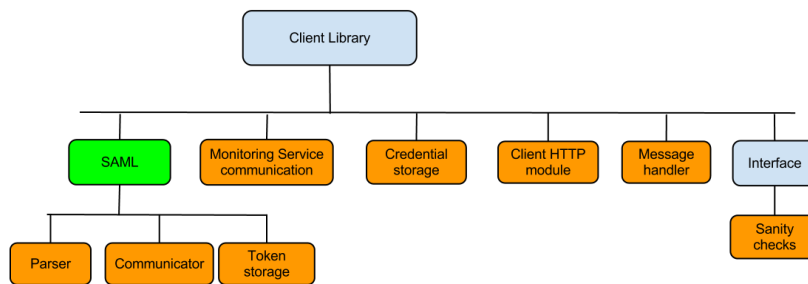 Client Library
SAML
Monitoring Service
communication
Credential
storage
Client HTTP
module
Message
handler
Interface
Parser
Communicator
Token
storage
Sanity
checks